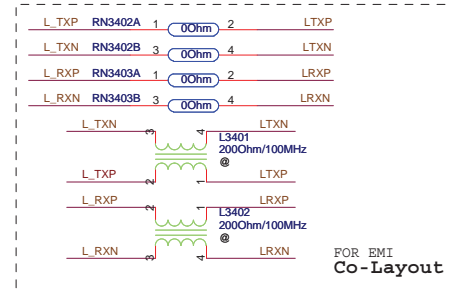 L_TXP RN3402A 1 0Ohm 2 LTXP
L_TXN RN3402B 3 0Ohm 4 LTXN
L_RXP RN3403A 1 0Ohm 2 LRXP
L_RXN RN3403B 3 0Ohm 4 LRXN
L_TXN 3 4 LTXN
L3401
200Ohm/100MHz
@
L_TXP 2 1 LTXP
L_RXP 2 1 LRXP
L3402
200Ohm/100MHz
@
L_RXN 3 4 LRXN
FOR EMI
Co-Layout